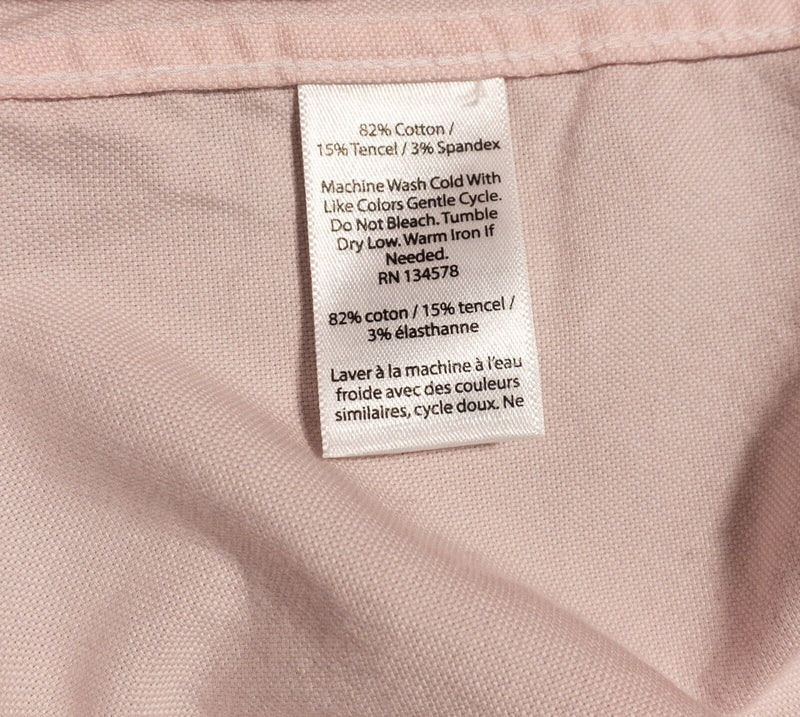 82% Cotton /
15% Tencel / 3% Spandex
Machine Wash Cold With
Like Colors Gentle Cycle.
Do Not Bleach. Tumble
Dry Low. Warm Iron If
Needed.
RN 134578
82% coton / 15% tencel /
3% élasthanne
Laver à la machine à l'eau
froide avec des couleurs
similaires, cycle doux. Ne